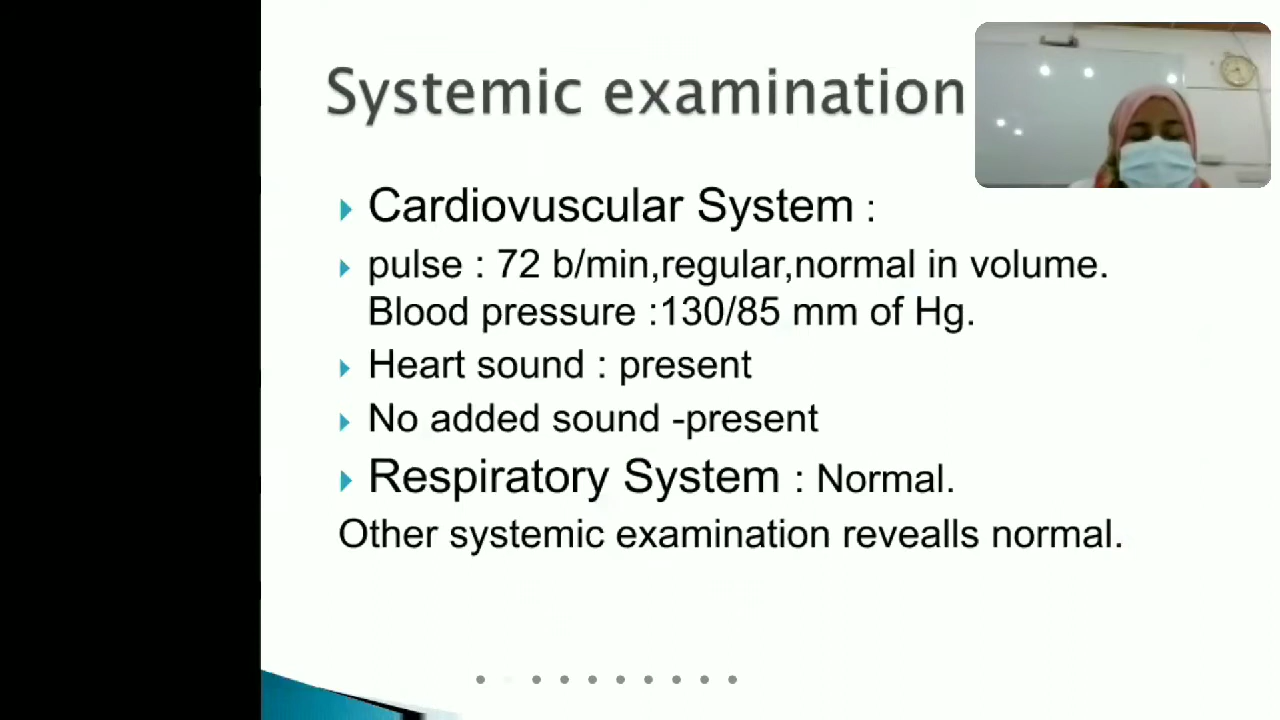 Systemic examination
Cardiovuscular System :
pulse : 72 b/min,regular,normal in volume.
Blood pressure :130/85 mm of Hg.
Heart sound : present
No added sound -present
Respiratory System : Normal.
Other systemic examination revealls normal.